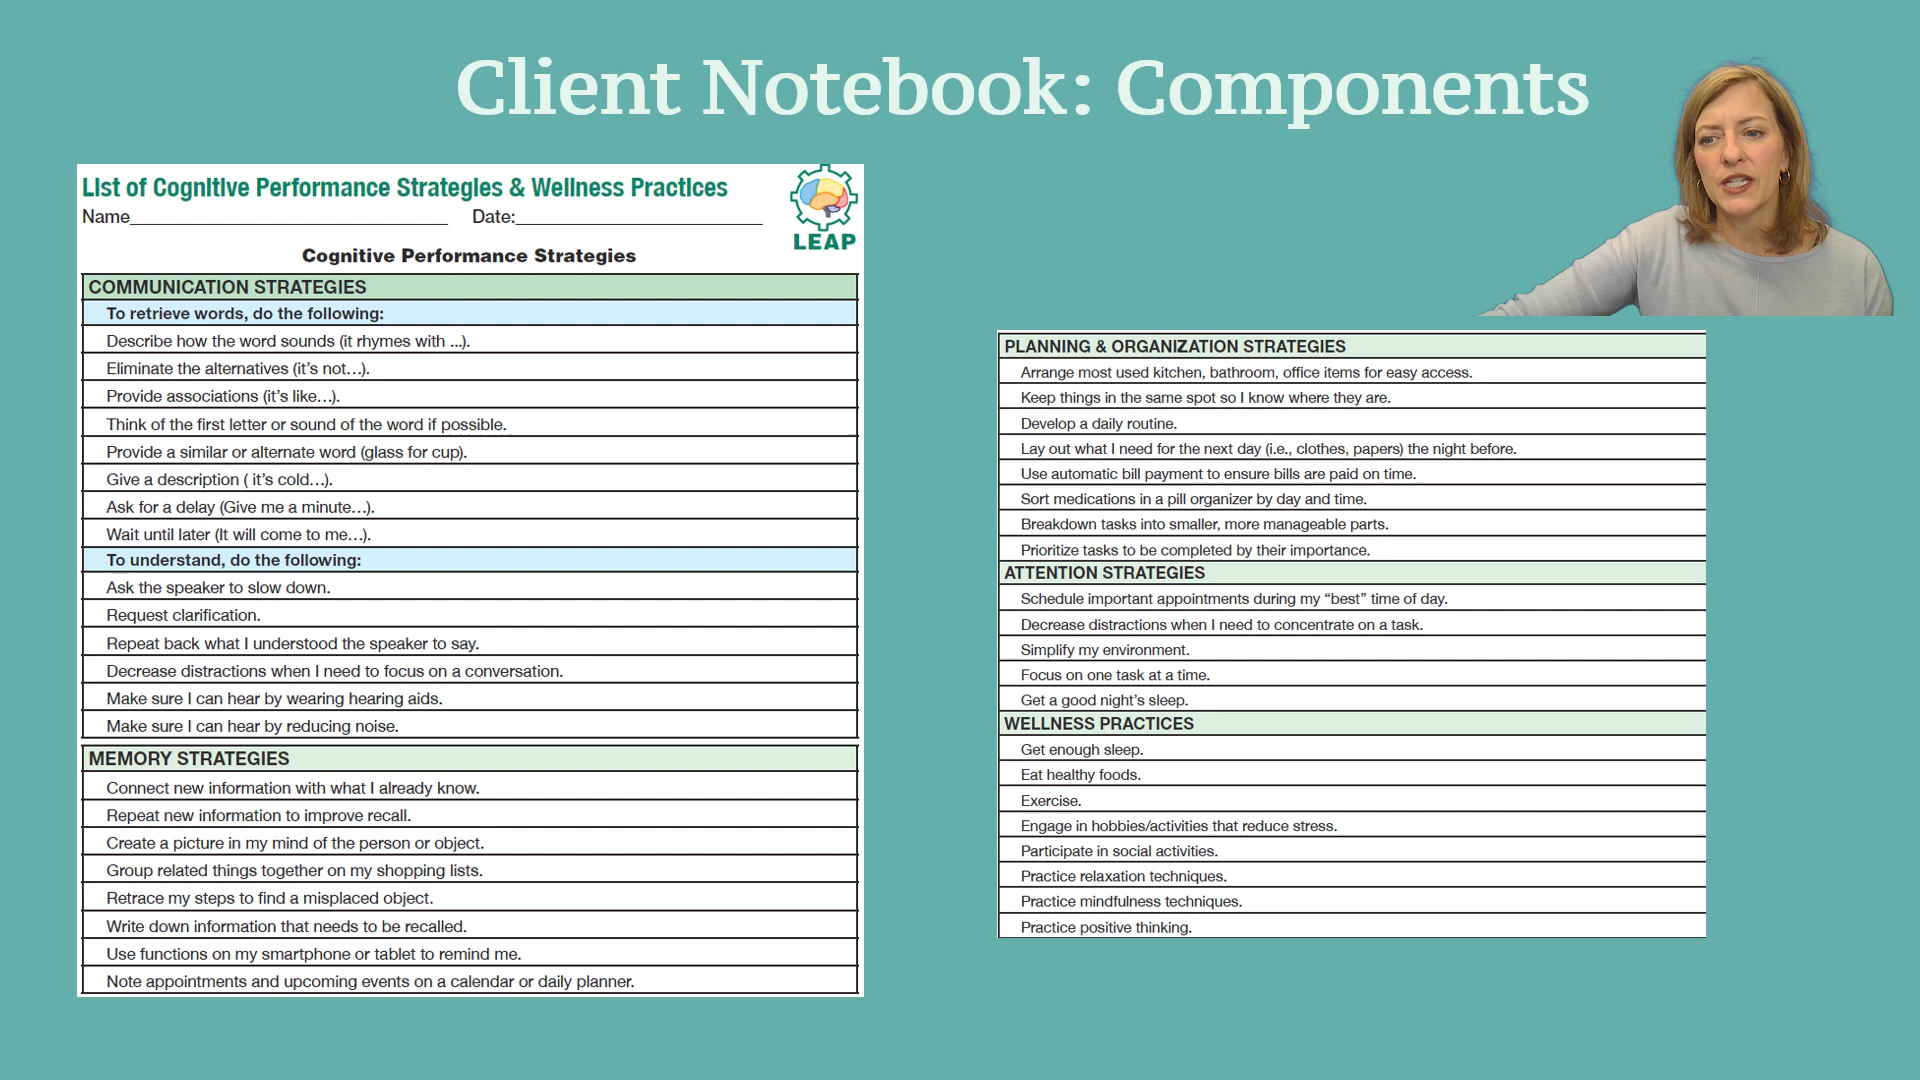 Client Notebook: Components
List of Cognitive Performance Strategies & Wellness Practices
Name Date:
LEAP
Cognitive Performance Strategies
COMMUNICATION STRATEGIES
To retrieve words, do the following:
Describe how the word sounds (it rhymes with ...).
Eliminate the alternatives (it's not…).
Provide associations (it's like…).
Think of the first letter or sound of the word if possible.
Provide a similar or alternate word (glass for cup).
Give a description ( it's cold…).
Ask for a delay (Give me a minute…).
Wait until later (It will come to me…).
To understand, do the following:
Ask the speaker to slow down.
Request clarification.
Repeat back what I understood the speaker to say.
Decrease distractions when I need to focus on a conversation.
Make sure I can hear by wearing hearing aids.
Make sure I can hear by reducing noise.
MEMORY STRATEGIES
Connect new information with what I already know.
Repeat new information to improve recall.
Create a picture in my mind of the person or object.
Group related things together on my shopping lists.
Retrace my steps to find a misplaced object.
Write down information that needs to be recalled.
Use functions on my smartphone or tablet to remind me.
Note appointments and upcoming events on a calendar or daily planner.
PLANNING & ORGANIZATION STRATEGIES
Arrange most used kitchen, bathroom, office items for easy access.
Keep things in the same spot so I know where they are.
Develop a daily routine.
Lay out what I need for the next day (i.e., clothes, papers) the night before.
Use automatic bill payment to ensure bills are paid on time.
Sort medications in a pill organizer by day and time.
Breakdown tasks into smaller, more manageable parts.
Prioritize tasks to be completed by their importance.
ATTENTION STRATEGIES
Schedule important appointments during my “best” time of day.
Decrease distractions when I need to concentrate on a task.
Simplify my environment.
Focus on one task at a time.
Get a good night's sleep.
WELLNESS PRACTICES
Get enough sleep.
Eat healthy foods.
Exercise.
Engage in hobbies/activities that reduce stress.
Participate in social activities.
Practice relaxation techniques.
Practice mindfulness techniques.
Practice positive thinking.